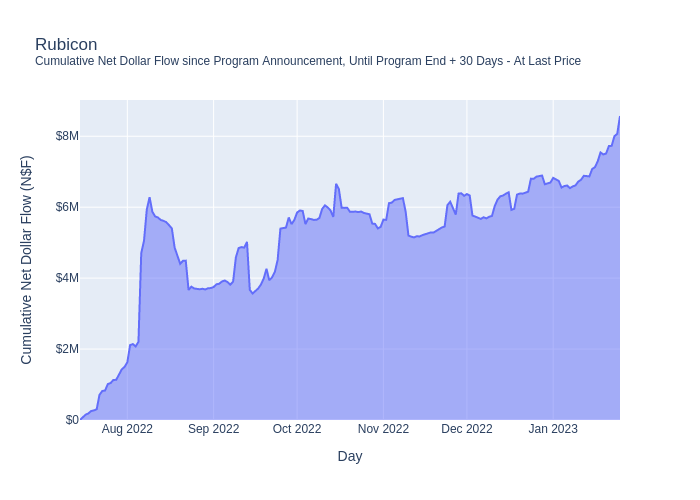 Rubicon
Cumulative Net Dollar Flow since Program Announcement, Until Program End + 30 Days - At Last Price
Cumulative Net Dollar Flow (N$F)
$8M
$6M
$4M
$2M
$0
Aug 2022 Sep 2022 Oct 2022 Nov 2022 Dec 2022 Jan 2023
Day